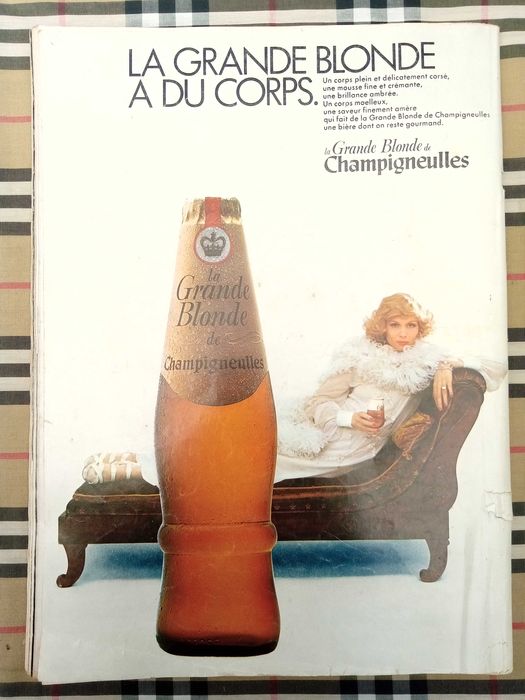 LA GRANDE BLONDE
A DU CORPS.
Un corps plein et délicatement corsé,
une mousse fine et crémante,
une brillance ambrée.
Un corps moelleux,
une saveur finement amère
qui fait de la Grande Blonde de Champigneulles
une bière dont on reste gourmand.
la Grande Blonde de
Champigneulles
la
Grande
Blonde
de
Champigneulles